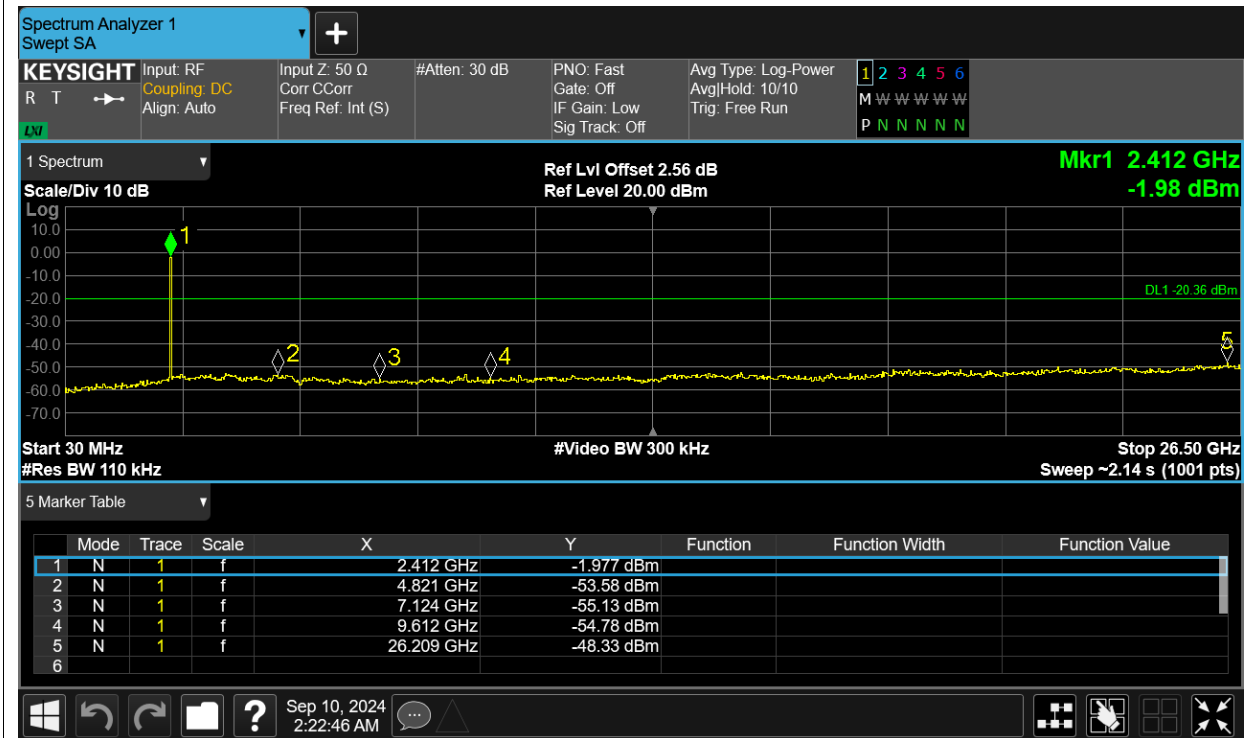 Spectrum Analyzer 1
Swept SA
KEYSIGHT
R T
LXI
Input: RF
Coupling: DC
Align: Auto
Input Z: 50 Ω
Corr CCorr
Freq Ref: Int (S)
#Atten: 30 dB
PNO: Fast
Gate: Off
IF Gain: Low
Sig Track: Off
Avg Type: Log-Power
Avg|Hold: 10/10
Trig: Free Run
1 2 3 4 5 6
M W W W W W
P N N N N N
1 Spectrum
Scale/Div 10 dB
Ref Lvl Offset 2.56 dB
Ref Level 20.00 dBm
Mkr1 2.412 GHz
-1.98 dBm
Log
10.0
0.00
-10.0
-20.0
-30.0
-40.0
-50.0
-60.0
-70.0
1
2
3
4
5
DL1 -20.36 dBm
Start 30 MHz
#Video BW 300 kHz
Stop 26.50 GHz
#Res BW 110 kHz
Sweep ~2.14 s (1001 pts)
5 Marker Table
Mode Trace Scale X Y Function Function Width Function Value
1 N 1 f 2.412 GHz -1.977 dBm
2 N 1 f 4.821 GHz -53.58 dBm
3 N 1 f 7.124 GHz -55.13 dBm
4 N 1 f 9.612 GHz -54.78 dBm
5 N 1 f 26.209 GHz -48.33 dBm
6
?
Sep 10, 2024
2:22:46 AM